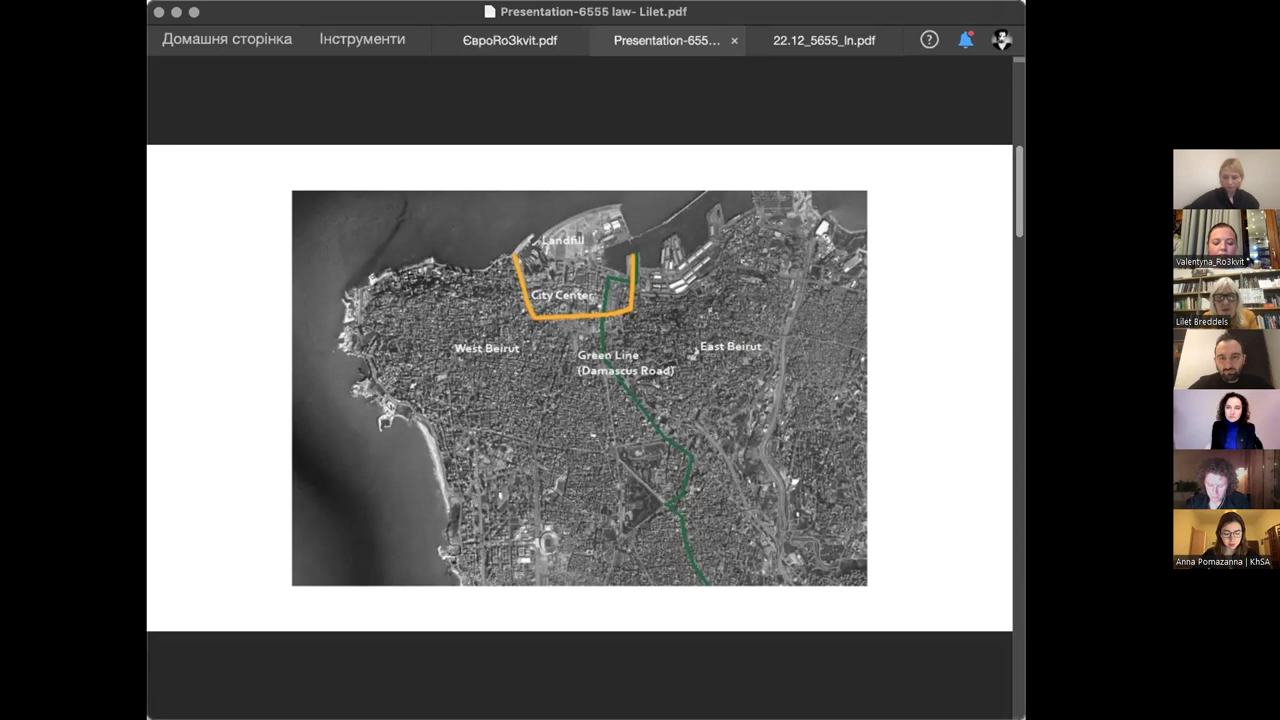 Presentation-6555 law- Lilet.pdf
Домашня сторінка
Інструменти
ЄвроRo3kvit.pdf
Presentation-655...
22.12_5655_ln.pdf
Landfill
City Center
West Beirut
Green Line
(Damascus Road)
East Beirut
Valentyna_Ro3kvit
Lilet Breddels
Anna Pomazanna | KhSA